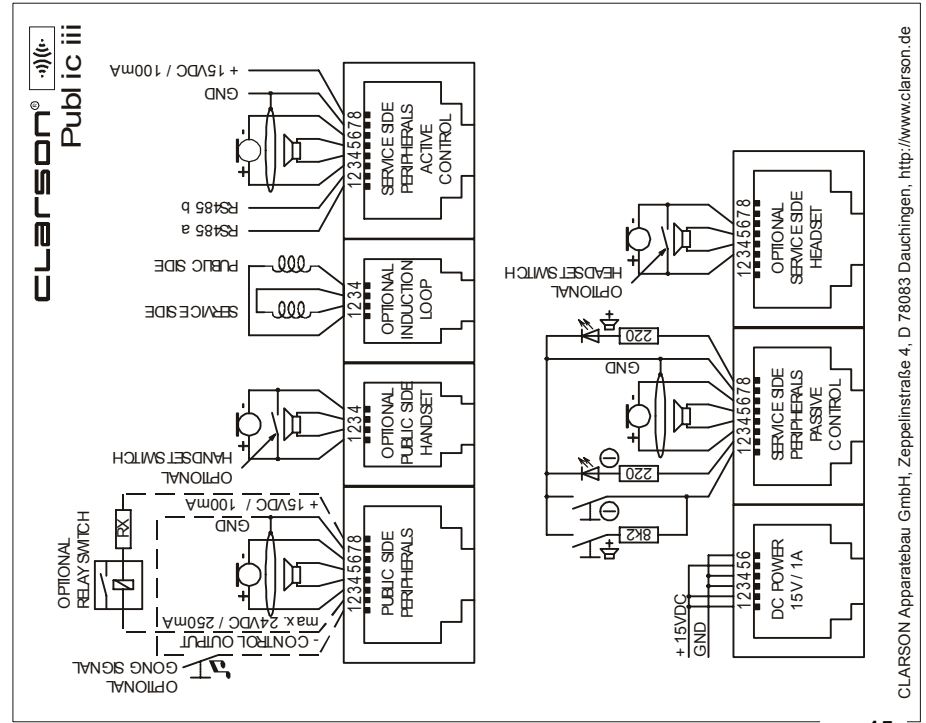 CLARSON®
Public iii
+ 15VDC / 100mA
GND
+ -
RS485 b
RS485 a
12345678
SERVICE SIDE
PERIPHERALS
ACTIVE
CONTROL
PUBLIC SIDE
SERVICE SIDE
1234
OPTIONAL
INDUCTION
LOOP
OPTIONAL
HANDSET SWITCH
+ -
1234
OPTIONAL
PUBLIC SIDE
HANDSET
OPTIONAL
RELAY SWITCH
RX
+ 15VDC / 100mA
GND
+ -
max. 24VDC / 250mA
- CONTROL OUTPUT
OPTIONAL
GONG SIGNAL
12345678
PUBLIC SIDE
PERIPHERALS
OPTIONAL
HEADSET SWITCH
+ -
12345678
OPTIONAL
SERVICE SIDE
HEADSET
220
GND
+ -
220
8k2
12345678
SERVICE SIDE
PERIPHERALS
PASSIVE
CONTROL
+ 15VDC
GND
123456
DC POWER
15V / 1A
CLARSON Apparatebau GmbH, Zeppelinstraße 4, D 78083 Dauchingen, http://www.clarson.de